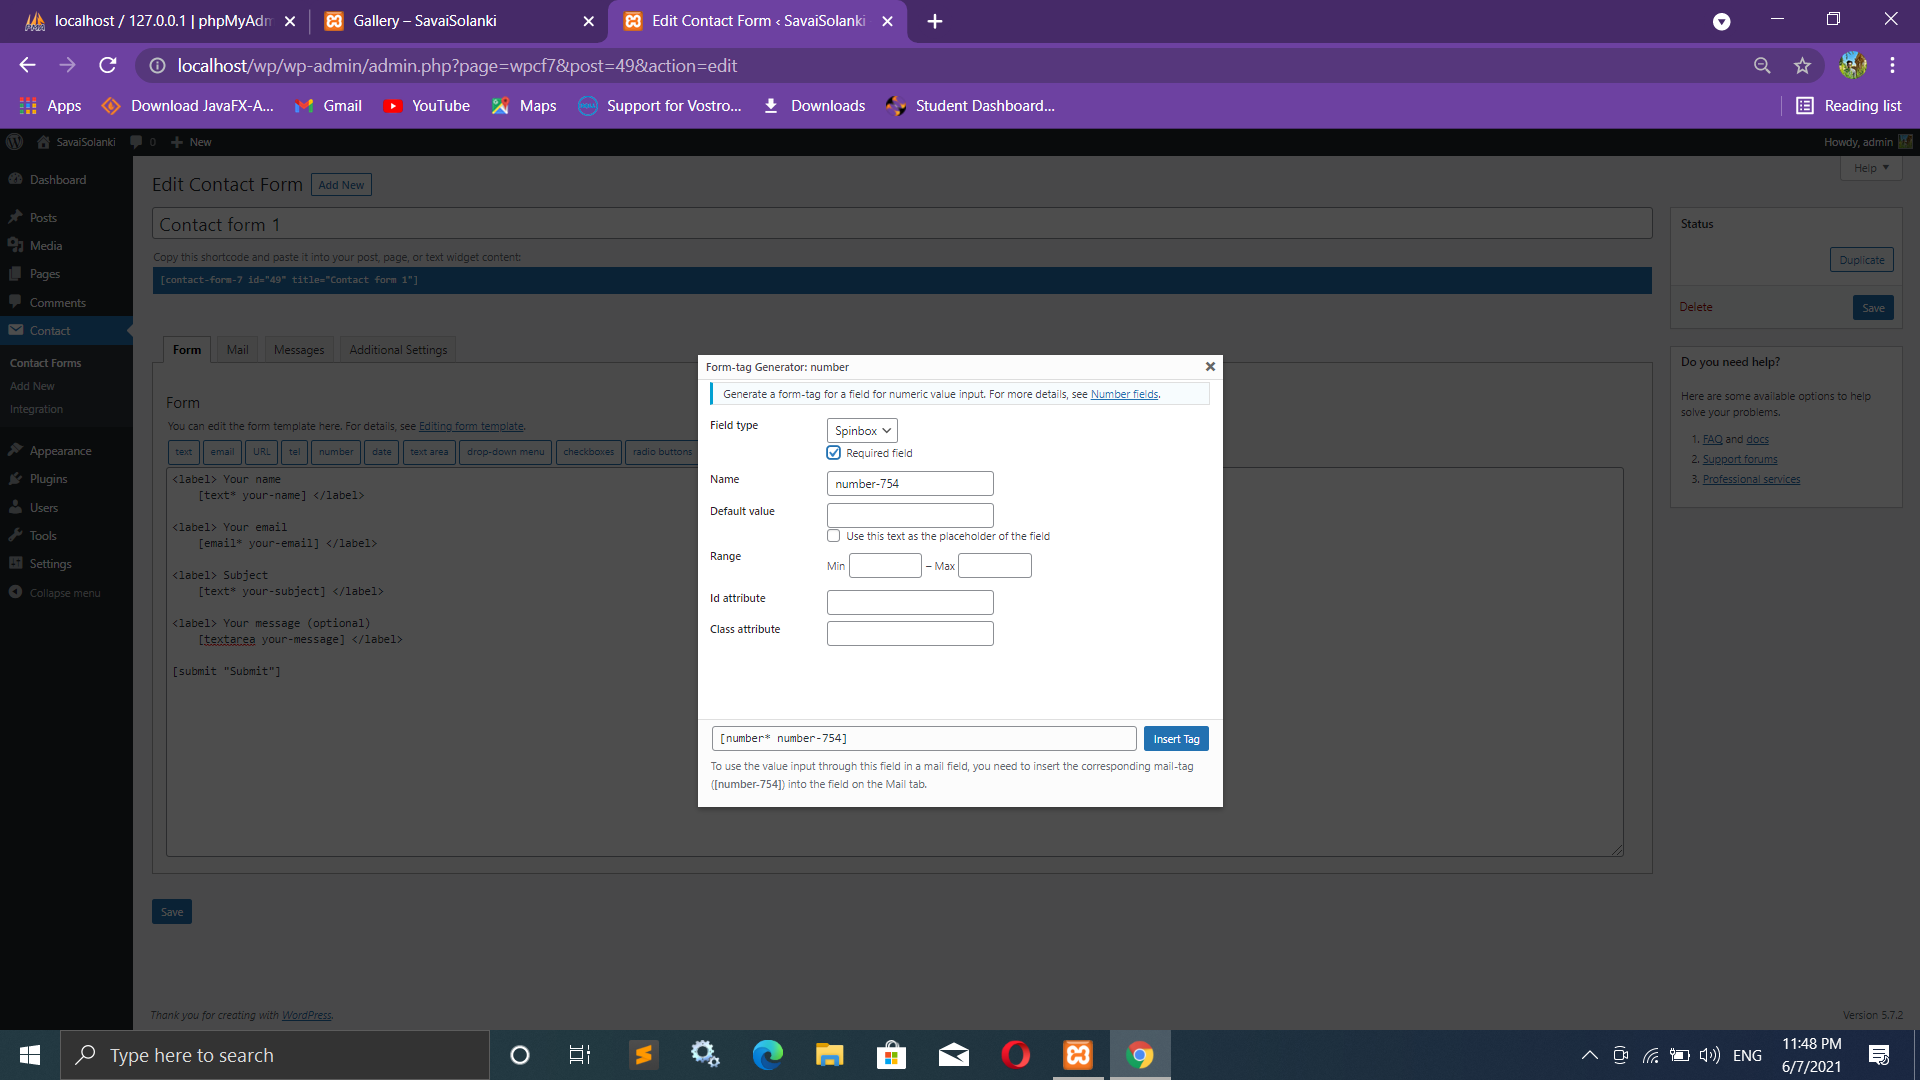 localhost / 127.0.0.1 | phpMyAdm
Gallery – SavaiSolanki
Edit Contact Form ‹ SavaiSolanki
localhost/wp/wp-admin/admin.php?page=wpcf7&post=49&action=edit
Apps
Download JavaFX-A...
Gmail
YouTube
Maps
Support for Vostro...
Downloads
Student Dashboard...
Reading list
SavaiSolanki
0
New
Howdy, admin
Dashboard
Posts
Media
Pages
Comments
Contact
Contact Forms
Add New
Integration
Appearance
Plugins
Users
Tools
Settings
Collapse menu
Edit Contact Form
Add New
Help
Contact form 1
Copy this shortcode and paste it into your post, page, or text widget content:
[contact-form-7 id="49" title="Contact form 1"]
Form
Mail
Messages
Additional Settings
Form
You can edit the form template here. For details, see Editing form template.
text
email
URL
tel
number
date
text area
drop-down menu
checkboxes
radio buttons
<label> Your name
[text* your-name] </label>
<label> Your email
[email* your-email] </label>
<label> Subject
[text* your-subject] </label>
<label> Your message (optional)
[textarea your-message] </label>
[submit "Submit"]
Save
Form-tag Generator: number
Generate a form-tag for a field for numeric value input. For more details, see Number fields.
Field type
Spinbox
Required field
Name
number-754
Default value
Use this text as the placeholder of the field
Range
Min
– Max
Id attribute
Class attribute
[number* number-754]
Insert Tag
To use the value input through this field in a mail field, you need to insert the corresponding mail-tag
([number-754]) into the field on the Mail tab.
Status
Duplicate
Delete
Save
Do you need help?
Here are some available options to help
solve your problems.
1. FAQ and docs
2. Support forums
3. Professional services
Thank you for creating with WordPress.
Version 5.7.2
Type here to search
ENG
11:48 PM
6/7/2021